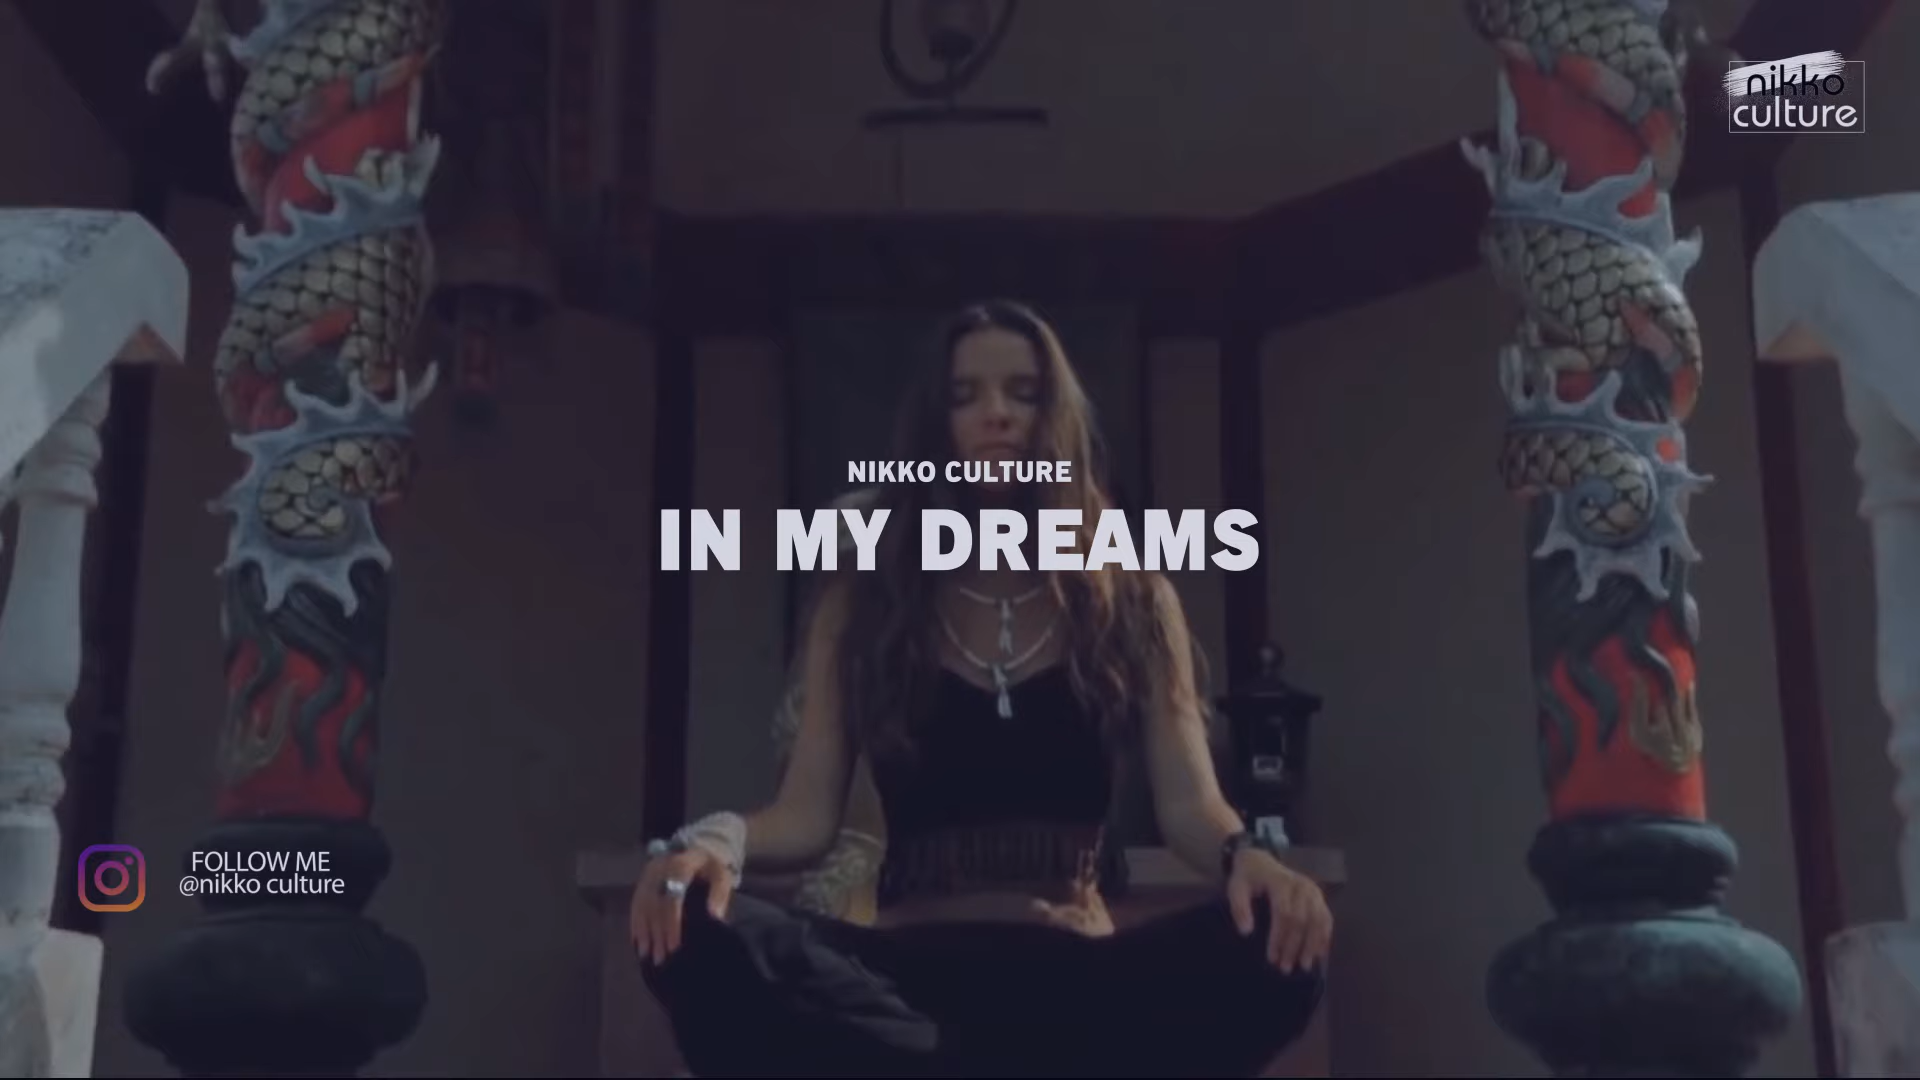 nikko
culture
NIKKO CULTURE
IN MY DREAMS
FOLLOW ME
@nikko culture